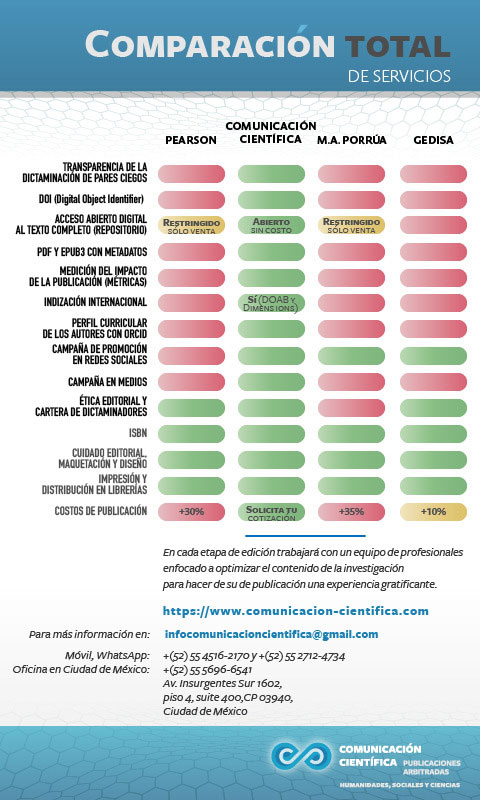 COMPARACIÓN TOTAL
DE SERVICIOS
PEARSON
COMUNICACIÓN
CIENTÍFICA
M.A. PORRÚA
GEDISA
TRANSPARENCIA DE LA
DICTAMINACIÓN DE PARES CIEGOS
DOI (Digital Object Identifier)
ACCESO ABIERTO DIGITAL
AL TEXTO COMPLETO (REPOSITORIO)
RESTRINGIDO
SÓLO VENTA
ABIERTO
SIN COSTO
RESTRINGIDO
SÓLO VENTA
PDF Y EPUB3 CON METADATOS
MEDICIÓN DEL IMPACTO
DE LA PUBLICACIÓN (MÉTRICAS)
INDIZACIÓN INTERNACIONAL
SÍ (DOAB Y
DIMENSIONS)
PERFIL CURRICULAR
DE LOS AUTORES CON ORCID
CAMPAÑA DE PROMOCIÓN
EN REDES SOCIALES
CAMPAÑA EN MEDIOS
ÉTICA EDITORIAL Y
CARTERA DE DICTAMINADORES
ISBN
CUIDADO EDITORIAL,
MAQUETACIÓN Y DISEÑO
IMPRESIÓN Y
DISTRIBUCIÓN EN LIBRERÍAS
COSTOS DE PUBLICACIÓN
+30%
SOLICITA TU
COTIZACIÓN
+35%
+10%
En cada etapa de edición trabajará con un equipo de profesionales
enfocado a optimizar el contenido de la investigación
para hacer de su de publicación una experiencia gratificante.
https://www.comunicacion-cientifica.com
Para más información en: infocomunicacioncientifica@gmail.com
Móvil, WhatsApp: +(52) 55 4516-2170 y +(52) 55 2712-4734
Oficina en Ciudad de México: +(52) 55 5696-6541
Av. Insurgentes Sur 1602,
piso 4, suite 400,CP 03940,
Ciudad de México
COMUNICACIÓN
CIENTÍFICA PUBLICACIONES
ARBITRADAS
HUMANIDADES, SOCIALES Y CIENCIAS